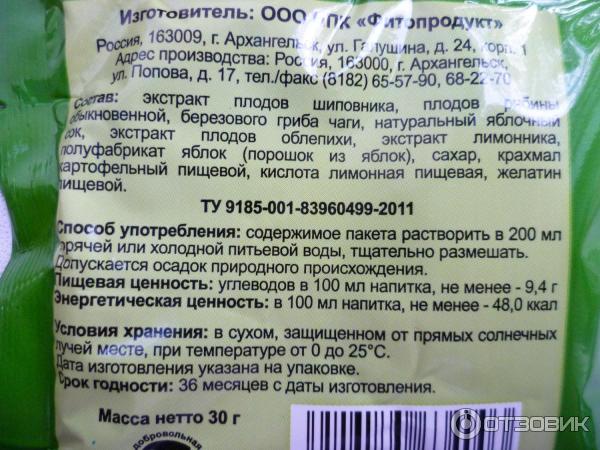 Изготовитель: ООО ПК «Фитопродукт»
Россия, 163009, г. Архангельск, ул. Галушина, д. 24, корп. 1
Адрес производства: Россия, 163000, г. Архангельск,
ул. Попова, д. 17, тел./факс (8182) 65-57-90, 68-22-70
Состав: экстракт плодов шиповника, плодов рябины
обыкновенной, березового гриба чаги, натуральный яблочный
сок, экстракт плодов облепихи, экстракт лимонника,
полуфабрикат яблок (порошок из яблок), сахар, крахмал
картофельный пищевой, кислота лимонная пищевая, желатин
пищевой.
ТУ 9185-001-83960499-2011
Способ употребления: содержимое пакета растворить в 200 мл
горячей или холодной питьевой воды, тщательно размешать.
Допускается осадок природного происхождения.
Пищевая ценность: углеводов в 100 мл напитка, не менее - 9,4 г
Энергетическая ценность: в 100 мл напитка, не менее - 48,0 ккал
Условия хранения: в сухом, защищенном от прямых солнечных
лучей месте, при температуре от 0 до 25°С.
Дата изготовления указана на упаковке.
Срок годности: 36 месяцев с даты изготовления.
Масса нетто 30 г
добровольная
ОТЗОВИК